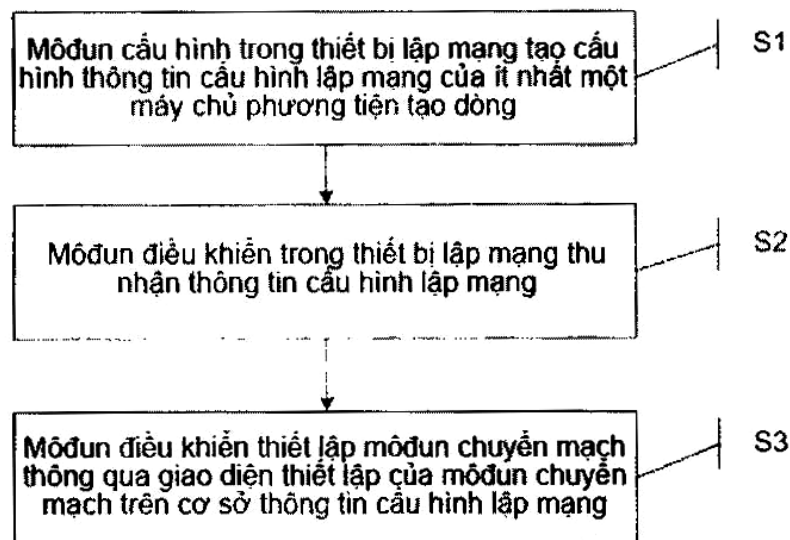 Môđun cấu hình trong thiết bị lập mạng tạo cấu
hình thông tin cấu hình lập mạng của ít nhất một
máy chủ phương tiện tạo dòng
S1
Môđun điều khiển trong thiết bị lập mạng thu
nhận thông tin cấu hình lập mạng
S2
Môđun điều khiển thiết lập môđun chuyển mạch
thông qua giao diện thiết lập của môđun chuyển
mạch trên cơ sở thông tin cấu hình lập mạng
S3